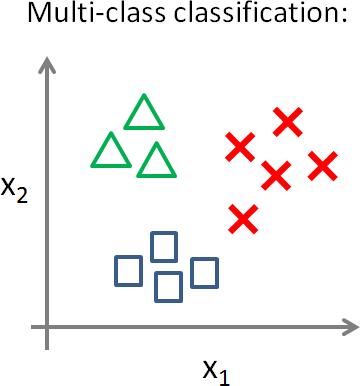 Multi-class classification:
x₂
x₁